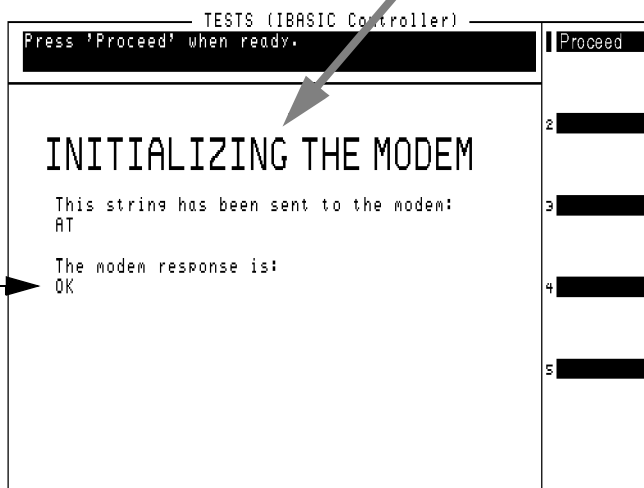 TESTS (IBASIC Controller)
Press 'Proceed' when ready.
Proceed
INITIALIZING THE MODEM
2
This string has been sent to the modem:
AT
3
The modem response is:
OK
4
5